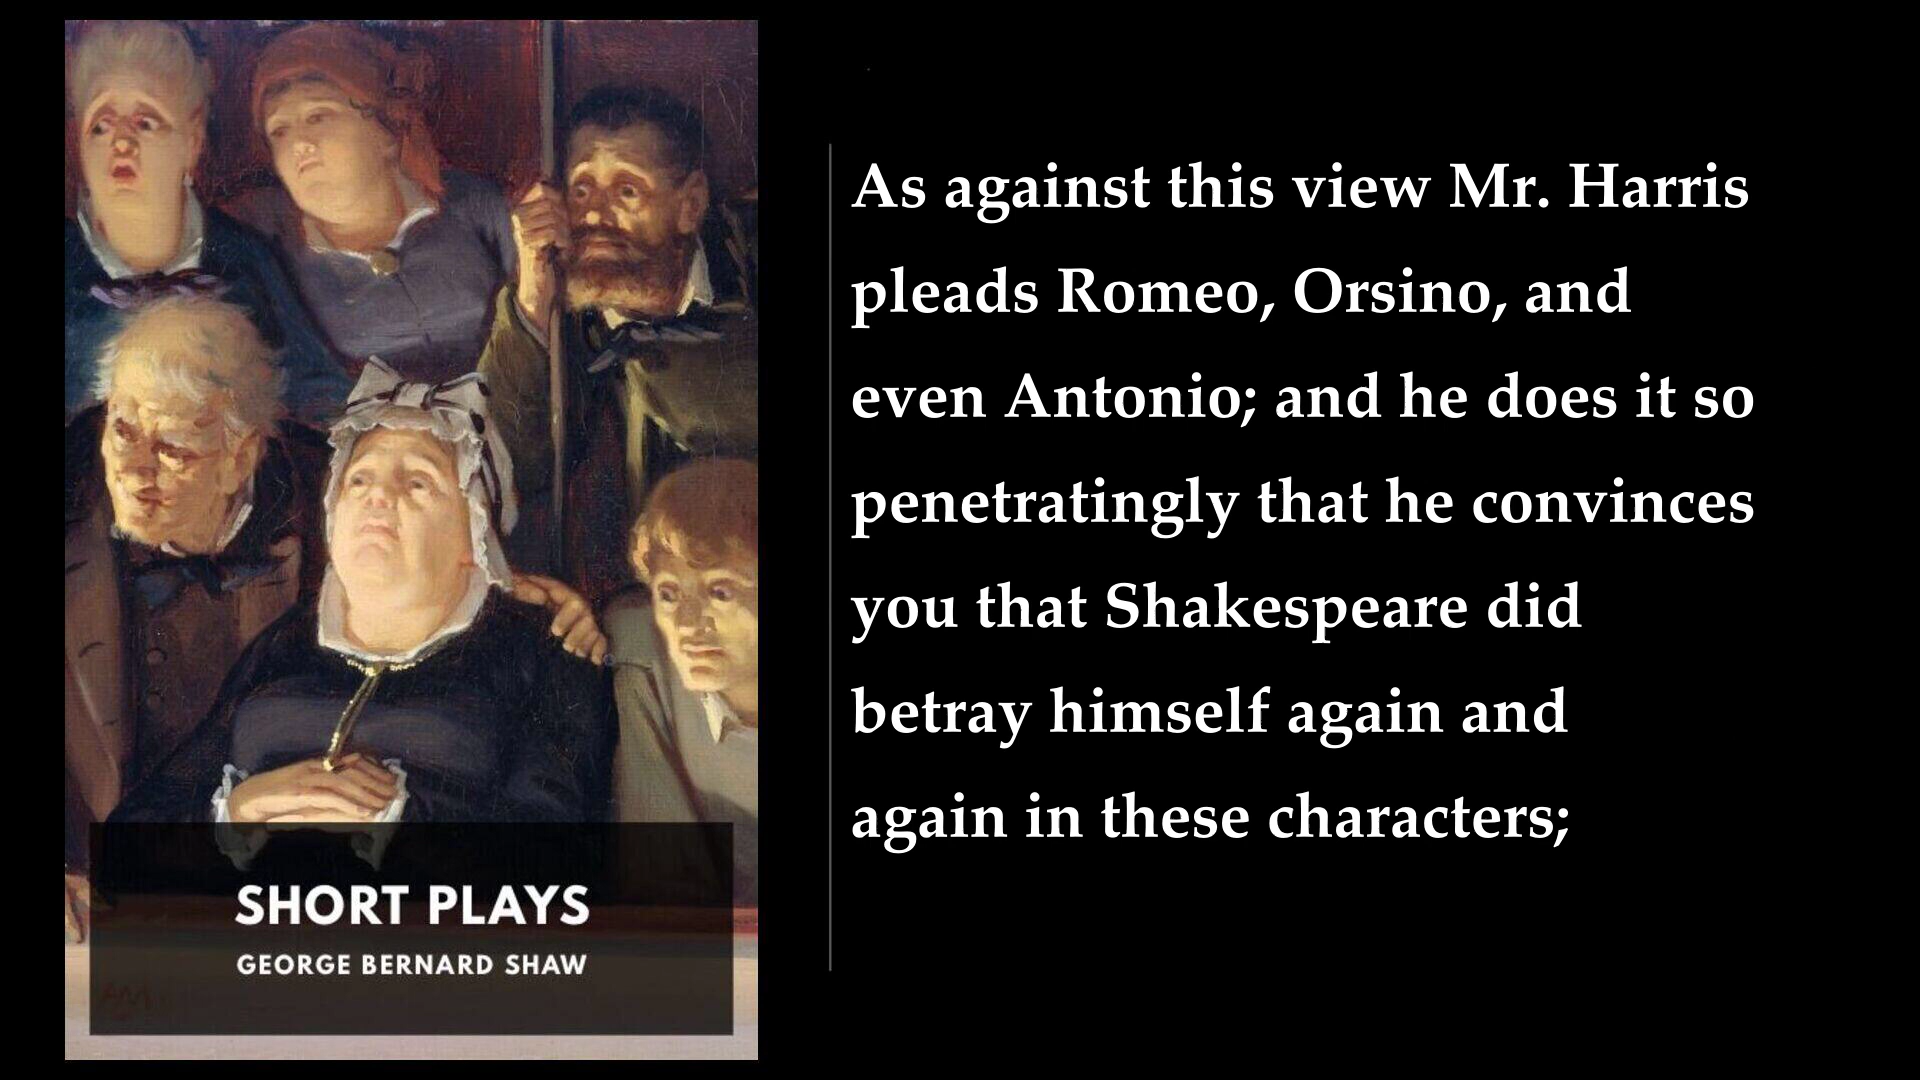 As against this view Mr. Harris
pleads Romeo, Orsino, and
even Antonio; and he does it so
penetratingly that he convinces
you that Shakespeare did
betray himself again and
again in these characters;
SHORT PLAYS
GEORGE BERNARD SHAW